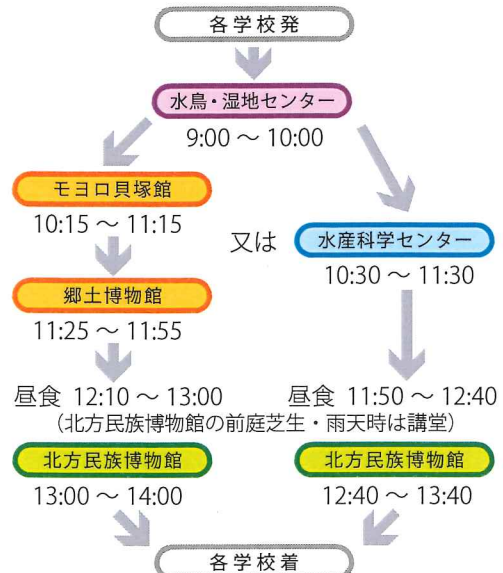 各学校発
水鳥・湿地センター
9:00 ～ 10:00
モヨロ貝塚館
10:15 ～ 11:15
郷土博物館
11:25 ～ 11:55
又は
水産科学センター
10:30 ～ 11:30
昼食 12:10 ～ 13:00
昼食 11:50 ～ 12:40
（北方民族博物館の前庭芝生・雨天時は講堂）
北方民族博物館
13:00 ～ 14:00
北方民族博物館
12:40 ～ 13:40
各学校着